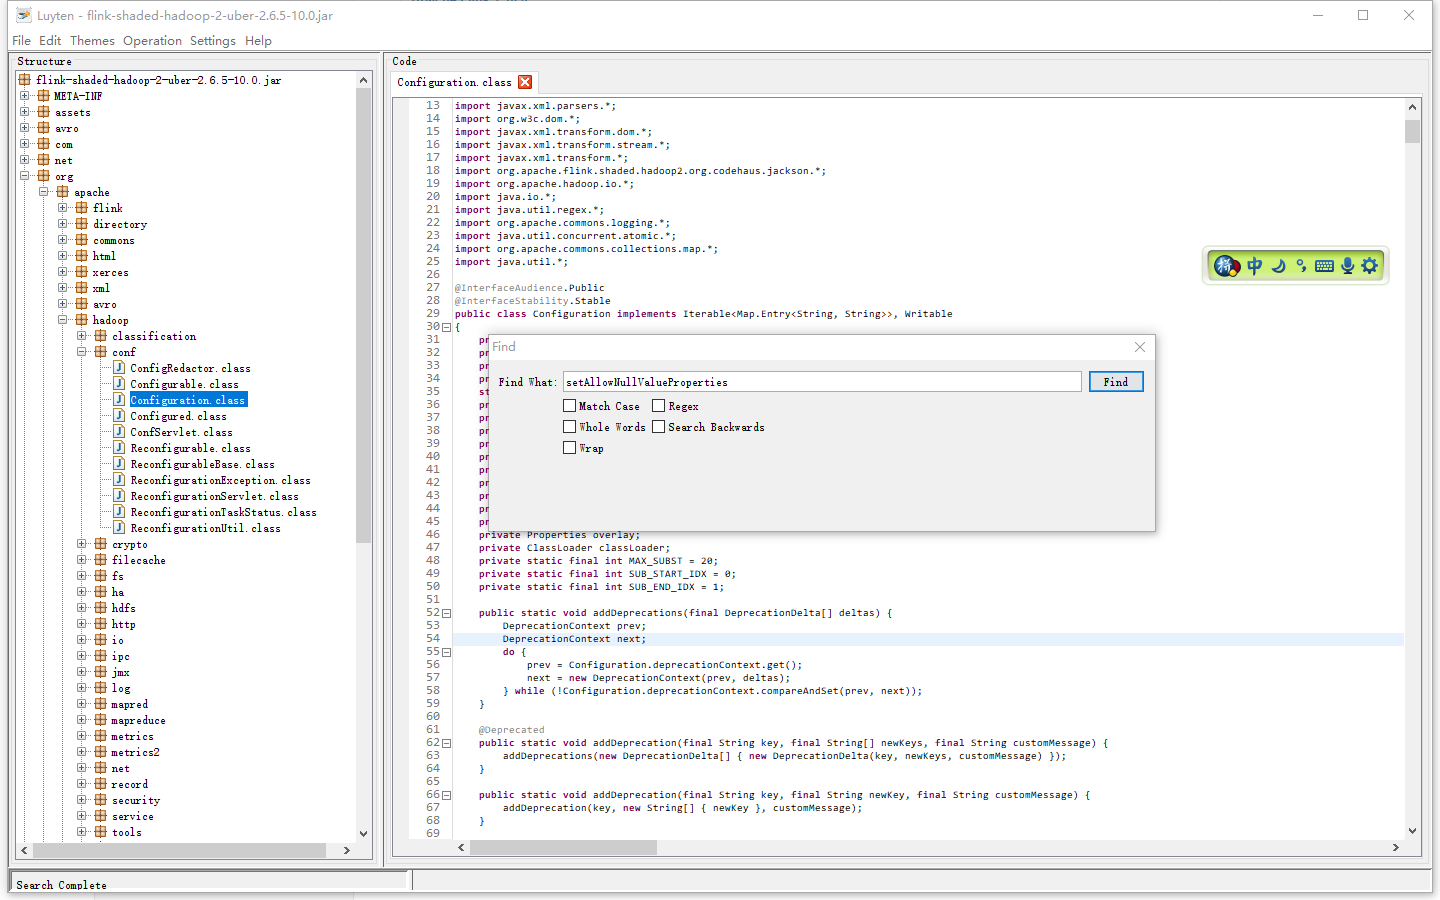 Luyten - flink-shaded-hadoop-2-uber-2.6.5-10.0.jar
File Edit Themes Operation Settings Help
Structure
flink-shaded-hadoop-2-uber-2.6.5-10.0.jar
META-INF
assets
avro
com
net
org
apache
flink
directory
commons
html
xerces
xml
avro
hadoop
classification
conf
ConfigRedactor.class
Configurable.class
Configuration.class
Configured.class
ConfServlet.class
Reconfigurable.class
ReconfigurableBase.class
ReconfigurationException.class
ReconfigurationServlet.class
ReconfigurationTaskStatus.class
ReconfigurationUtil.class
crypto
filecache
fs
ha
hdfs
http
io
ipc
jmx
log
mapred
mapreduce
metrics
metrics2
net
record
security
service
tools
Search Complete
Code
Configuration.class
13 import javax.xml.parsers.*;
14 import org.w3c.dom.*;
15 import javax.xml.transform.dom.*;
16 import javax.xml.transform.stream.*;
17 import javax.xml.transform.*;
18 import org.apache.flink.shaded.hadoop2.org.codehaus.jackson.*;
19 import org.apache.hadoop.io.*;
20 import java.io.*;
21 import java.util.regex.*;
22 import org.apache.commons.logging.*;
23 import java.util.concurrent.atomic.*;
24 import org.apache.commons.collections.map.*;
25 import java.util.*;
26
27 @InterfaceAudience.Public
28 @InterfaceStability.Stable
29 public class Configuration implements Iterable<Map.Entry<String, String>>, Writable
30 {
31 pr
32 pr
33 pr
34 pr
35 st
36 pr
37 pr
38 pr
39 pr
40 pr
41 pr
42 pr
43 pr
44 pr
45 pr
46 private Properties overlay;
47 private ClassLoader classLoader;
48 private static final int MAX_SUBST = 20;
49 private static final int SUB_START_IDX = 0;
50 private static final int SUB_END_IDX = 1;
51
52 public static void addDeprecations(final DeprecationDelta[] deltas) {
53 DeprecationContext prev;
54 DeprecationContext next;
55 do {
56 prev = Configuration.deprecationContext.get();
57 next = new DeprecationContext(prev, deltas);
58 } while (!Configuration.deprecationContext.compareAndSet(prev, next));
59 }
60
61 @Deprecated
62 public static void addDeprecation(final String key, final String[] newKeys, final String customMessage) {
63 addDeprecations(new DeprecationDelta[] { new DeprecationDelta(key, newKeys, customMessage) });
64 }
65
66 public static void addDeprecation(final String key, final String newKey, final String customMessage) {
67 addDeprecation(key, new String[] { newKey }, customMessage);
68 }
69
Find
Find What: setAllowNullValueProperties Find
Match Case Regex
Whole Words Search Backwards
Wrap
拼 中